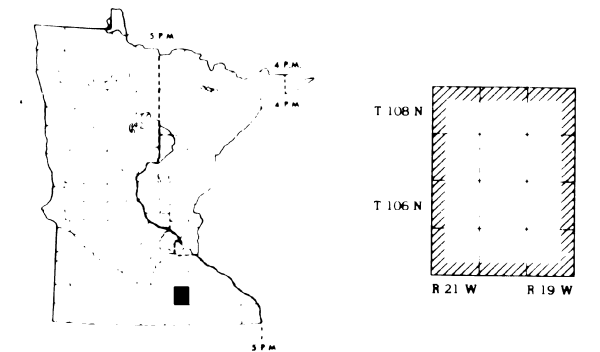 5 P.M
4 P.M.
4 P.M
T 108 N
T 106 N
R 21 W R 19 W
5 P M